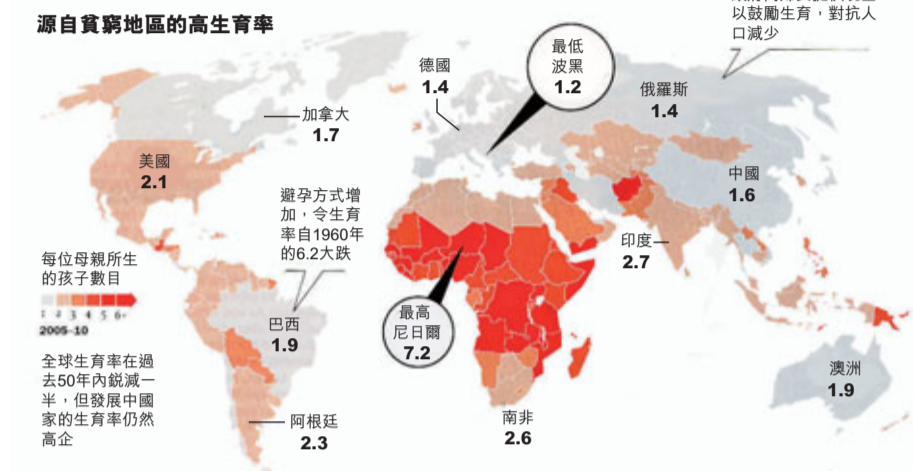 源自貧窮地區的高生育率
以鼓勵生育，對抗人
口減少
最低
波黑
1.2
德國
1.4
俄羅斯
1.4
加拿大
1.7
美國
2.1
中國
1.6
避孕方式增
加，令生育
率自1960年
的6.2大跌
印度
2.7
每位母親所生
的孩子數目
1 2 3 4 5 6+
2005-10
最高
尼日爾
7.2
巴西
1.9
全球生育率在過
去50年內銳減一
半，但發展中國
家的生育率仍然
高企
澳洲
1.9
阿根廷
2.3
南非
2.6